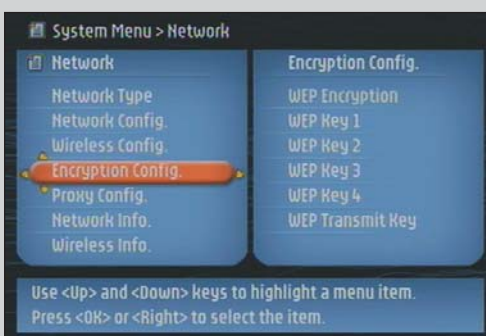 System Menu > Network
Network
Network Type
Network Config.
Wireless Config.
Encryption Config.
Proxy Config.
Network Info.
Wireless Info.
Encryption Config.
WEP Encryption
WEP Key 1
WEP Key 2
WEP Key 3
WEP Key 4
WEP Transmit Key
Use <Up> and <Down> keys to highlight a menu item.
Press <OK> or <Right> to select the item.